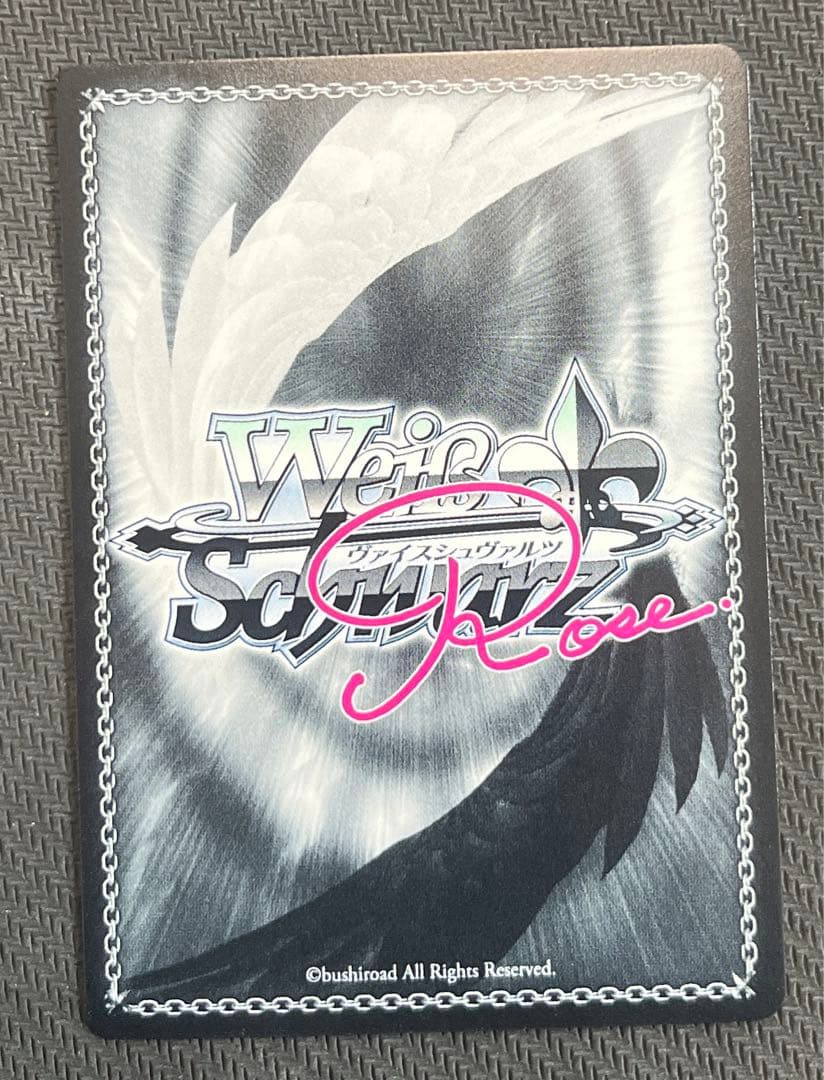 Weiß
ヴァイスシュヴァルツ
Schwarz
Rose.
©bushiroad All Rights Reserved.